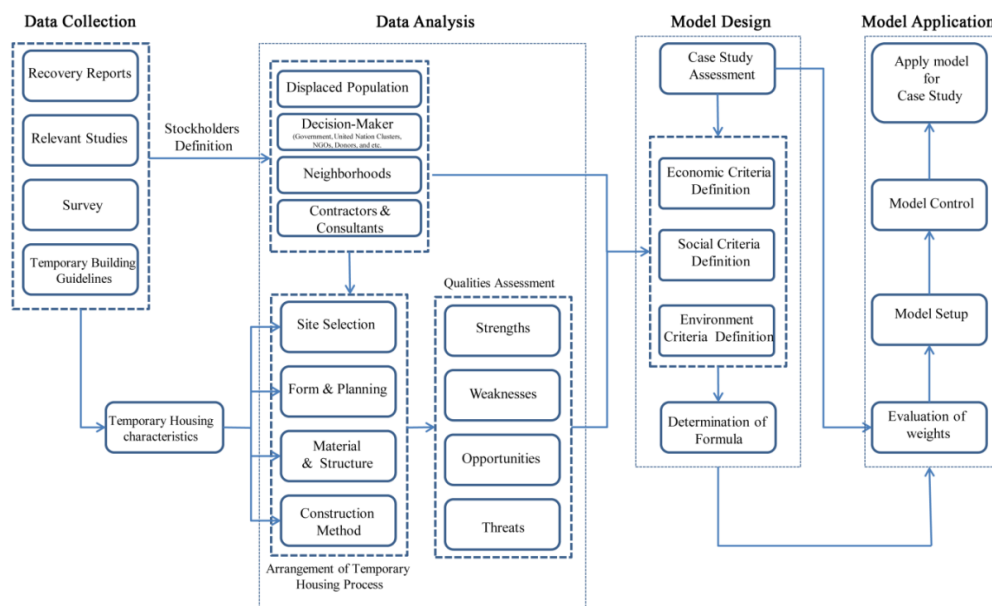 Data Collection
Recovery Reports
Relevant Studies
Survey
Temporary Building
Guidelines
Stockholders
Definition
Temporary Housing
characteristics
Data Analysis
Displaced Population
Decision-Maker
(Government, United Nation Clusters,
NGOs, Donors, and etc.
Neighborhoods
Contractors &
Consultants
Site Selection
Form & Planning
Material
& Structure
Construction
Method
Arrangement of Temporary
Housing Process
Qualities Assessment
Strengths
Weaknesses
Opportunities
Threats
Model Design
Case Study
Assessment
Economic Criteria
Definition
Social Criteria
Definition
Environment
Criteria Definition
Determination of
Formula
Model Application
Apply model
for
Case Study
Model Control
Model Setup
Evaluation of
weights